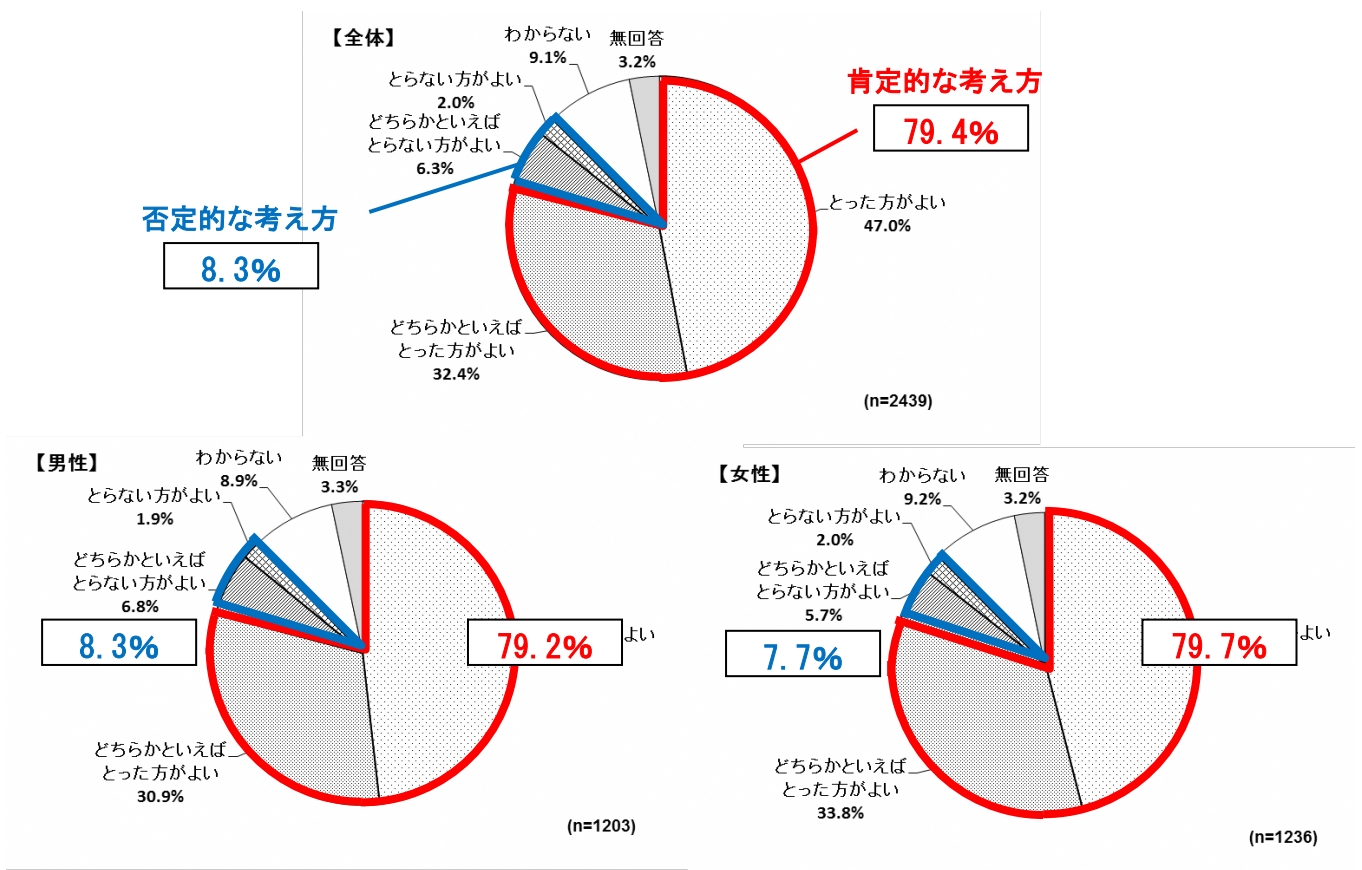 【全体】
わからない
9.1%
無回答
3.2%
とらない方がよい
2.0%
どちらかといえば
とらない方がよい
6.3%
肯定的な考え方
79.4%
否定的な考え方
8.3%
とった方がよい
47.0%
どちらかといえば
とった方がよい
32.4%
(n=2439)
【男性】
わからない
8.9%
無回答
3.3%
とらない方がよい
1.9%
どちらかといえば
とらない方がよい
6.8%
8.3%
79.2%
よい
どちらかといえば
とった方がよい
30.9%
(n=1203)
【女性】
わからない
9.2%
無回答
3.2%
とらない方がよい
2.0%
どちらかといえば
とらない方がよい
5.7%
7.7%
79.7%
よい
どちらかといえば
とった方がよい
33.8%
(n=1236)